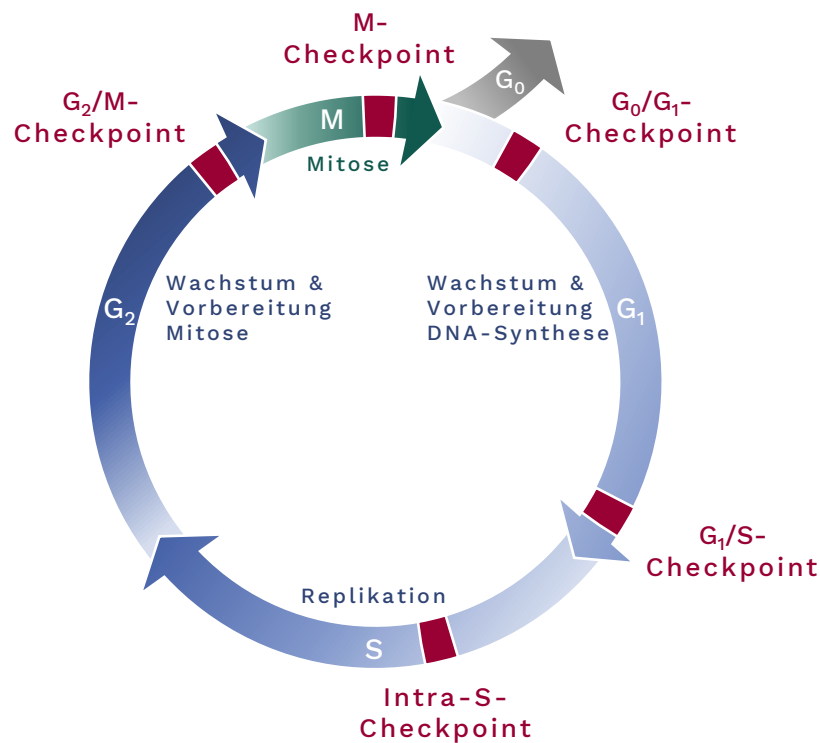 M-
Checkpoint
G₀
G₂/M-
Checkpoint
G₀/G₁-
Checkpoint
M
Mitose
Wachstum &
Vorbereitung
Mitose
Wachstum &
Vorbereitung
DNA-Synthese
G₂
G₁
G₁/S-
Checkpoint
Replikation
S
Intra-S-
Checkpoint